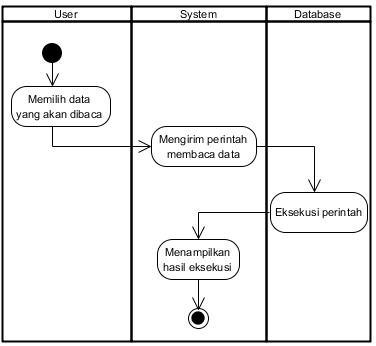 User
System
Database
Memilih data
yang akan dibaca
Mengirim perintah
membaca data
Eksekusi perintah
Menampilkan
hasil eksekusi